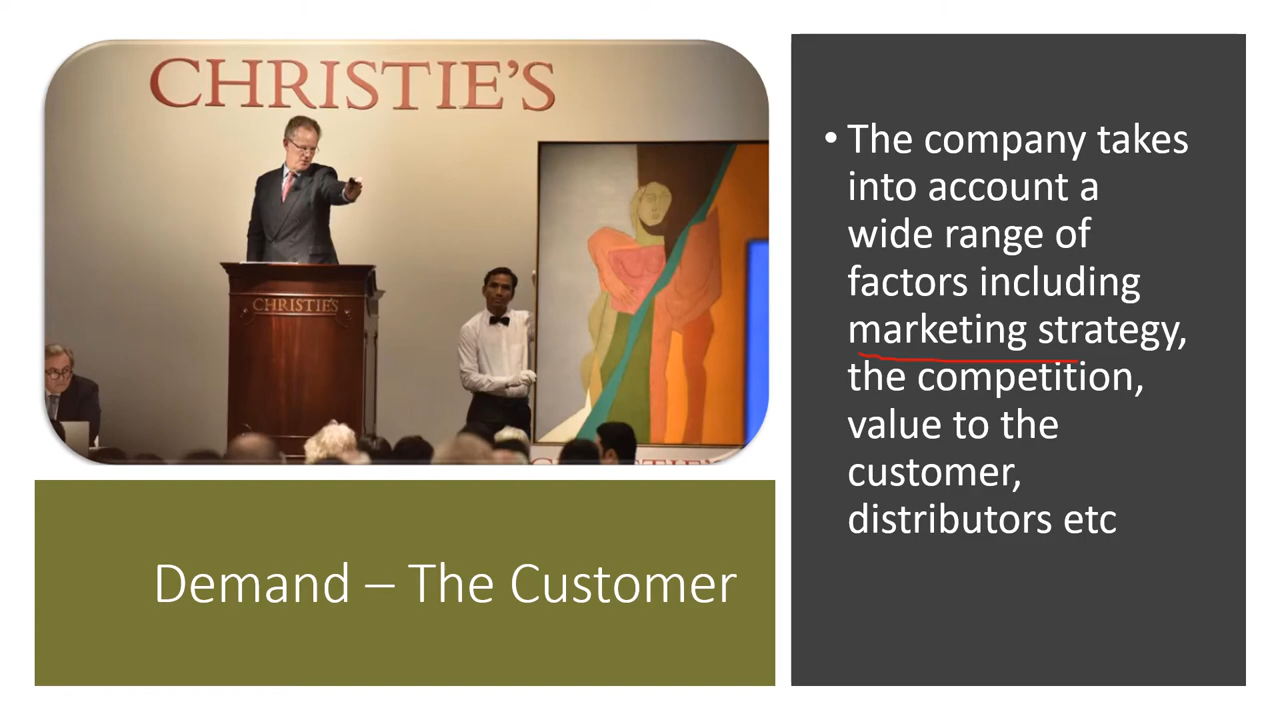 CHRISTIE'S
CHRISTIE'S
Demand – The Customer
• The company takes
into account a
wide range of
factors including
marketing strategy,
the competition,
value to the
customer,
distributors etc